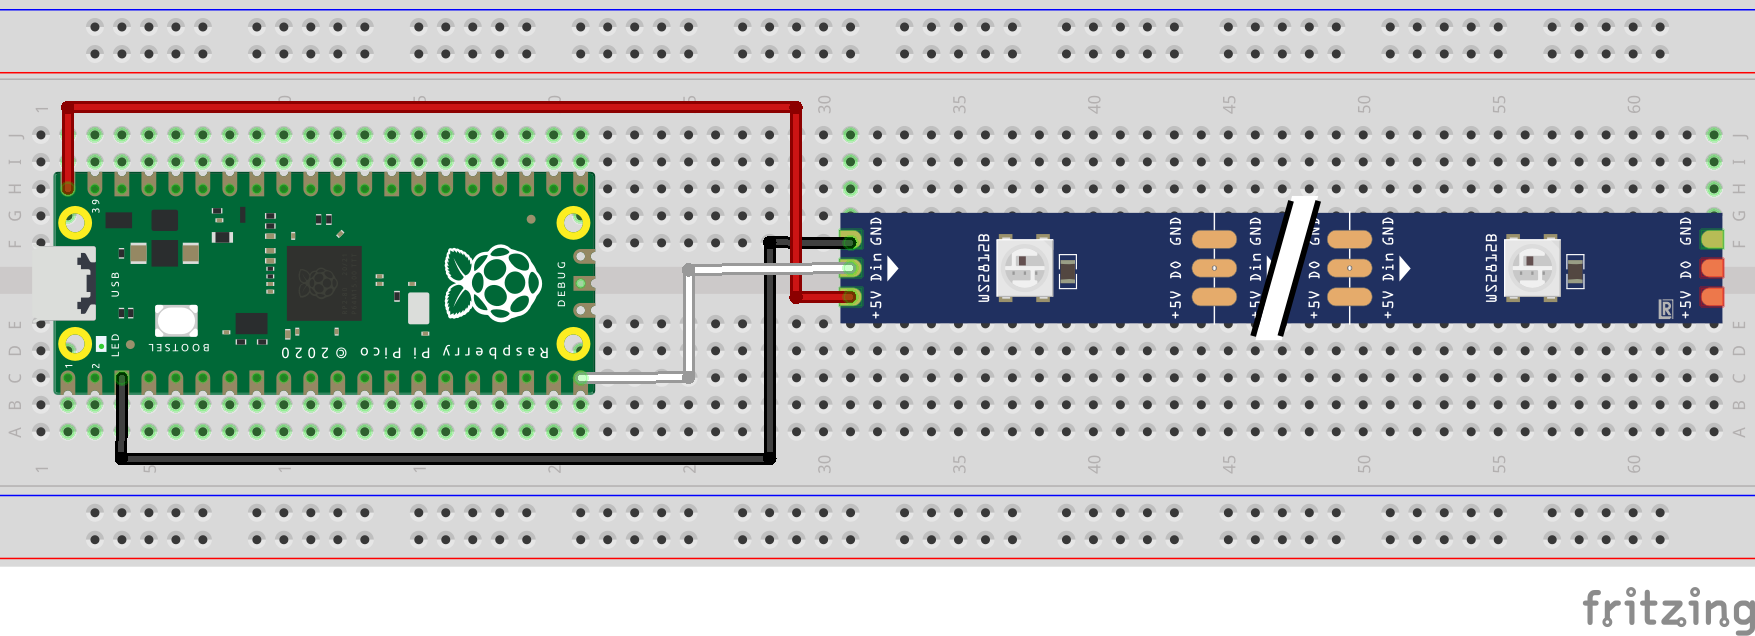 1
30
35
40
45
50
55
60
J
J
I
I
H
H
G
G
F
F
39
USB
DEBUG
GND
Din
+5V
WS2812B
GND
DO
+5V
GND
Din
+5V
GND
DO
+5V
GND
Din
+5V
WS2812B
GND
DO
+5V
R
E
E
D
D
C
C
B
B
A
A
LED
BOOTSEL
Raspberry Pi Pico © 2020
1
2
1
5
30
35
40
45
50
55
60
fritzing